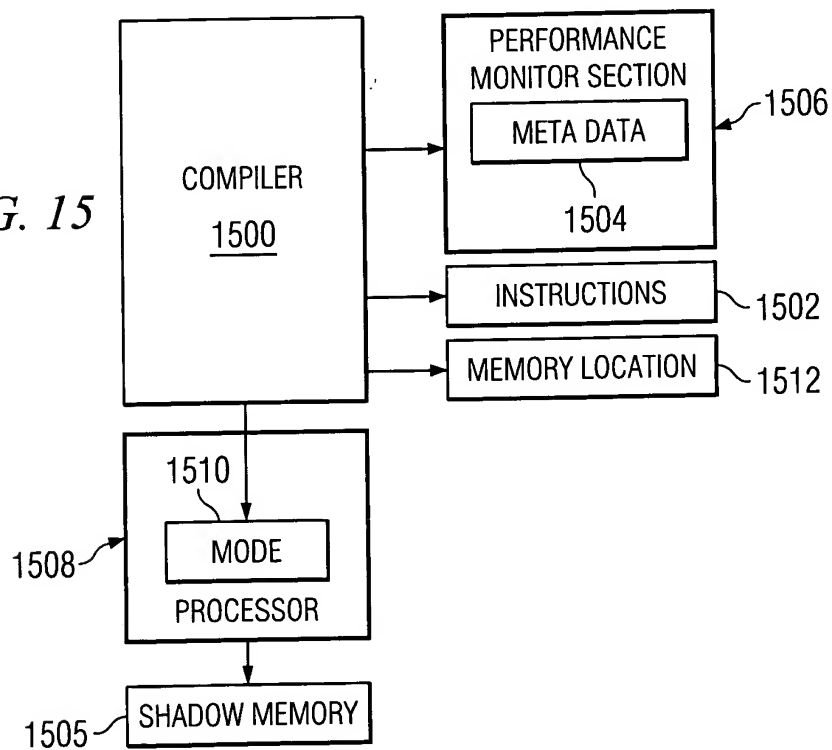 PERFORMANCE
MONITOR SECTION
META DATA
1504
1506
COMPILER
1500
G. 15
INSTRUCTIONS
1502
MEMORY LOCATION
1512
1510
MODE
1508
PROCESSOR
1505
SHADOW MEMORY